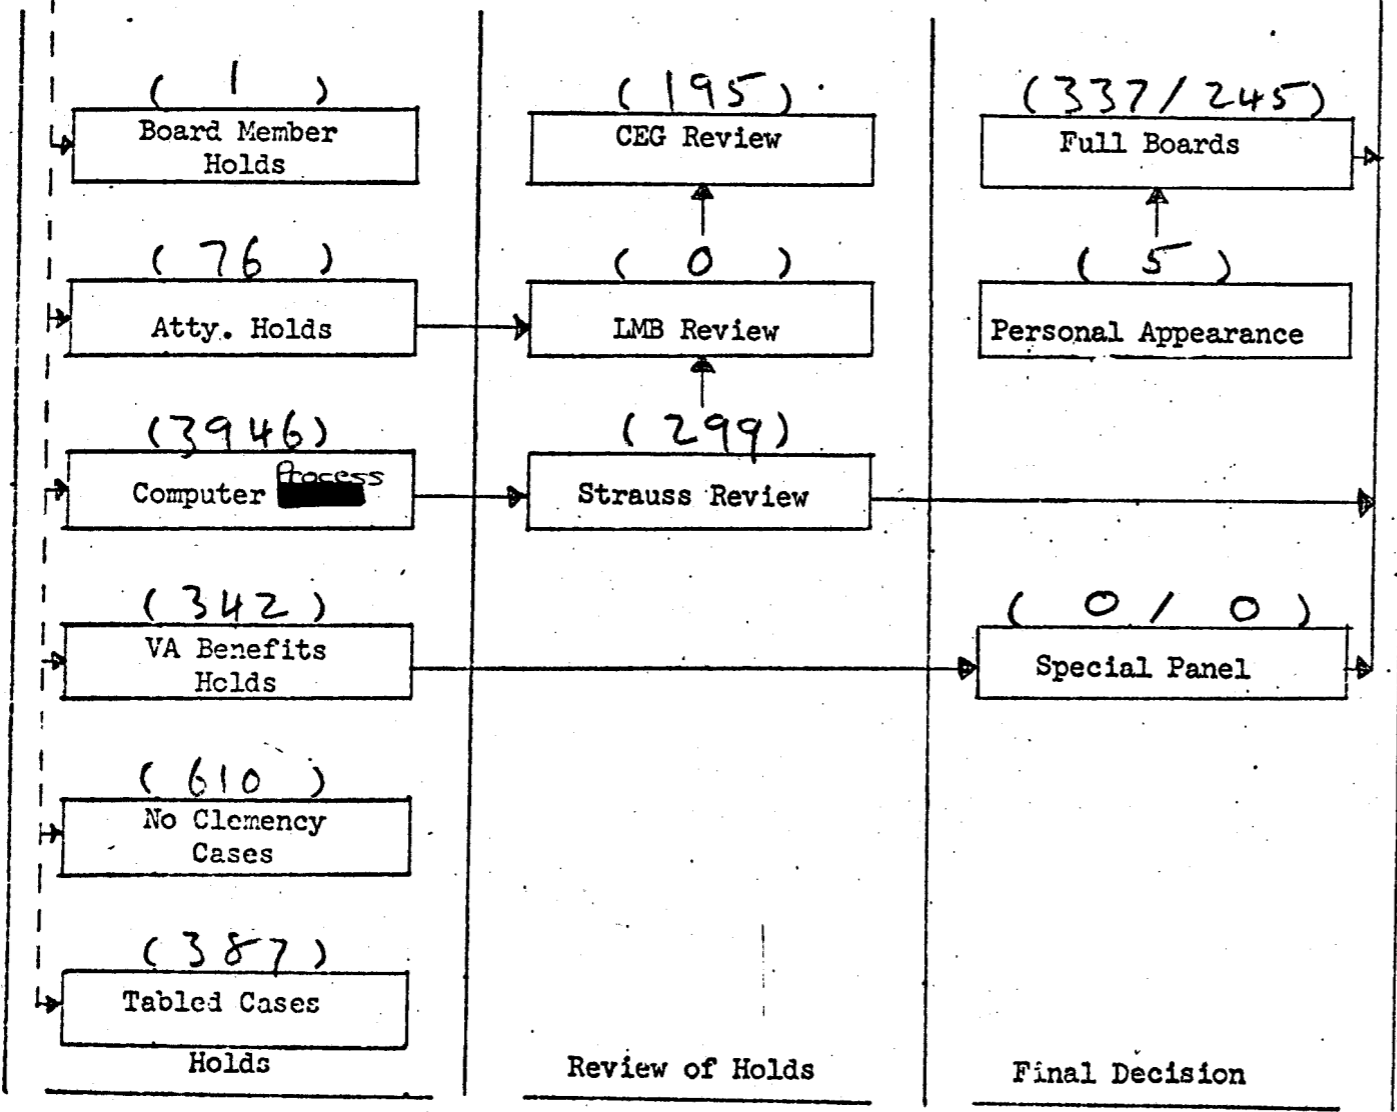 ( 1 )
Board Member
Holds
( 76 )
Atty. Holds
(3946)
Process
Computer
(342)
VA Benefits
Holds
( 610 )
No Clemency
Cases
(387)
Tabled Cases
Holds
( 195 )
CEG Review
( 0 )
LMB Review
( 299 )
Strauss Review
Review of Holds
(337/245)
Full Boards
( 5 )
Personal Appearance
( 0 / 0 )
Special Panel
Final Decision